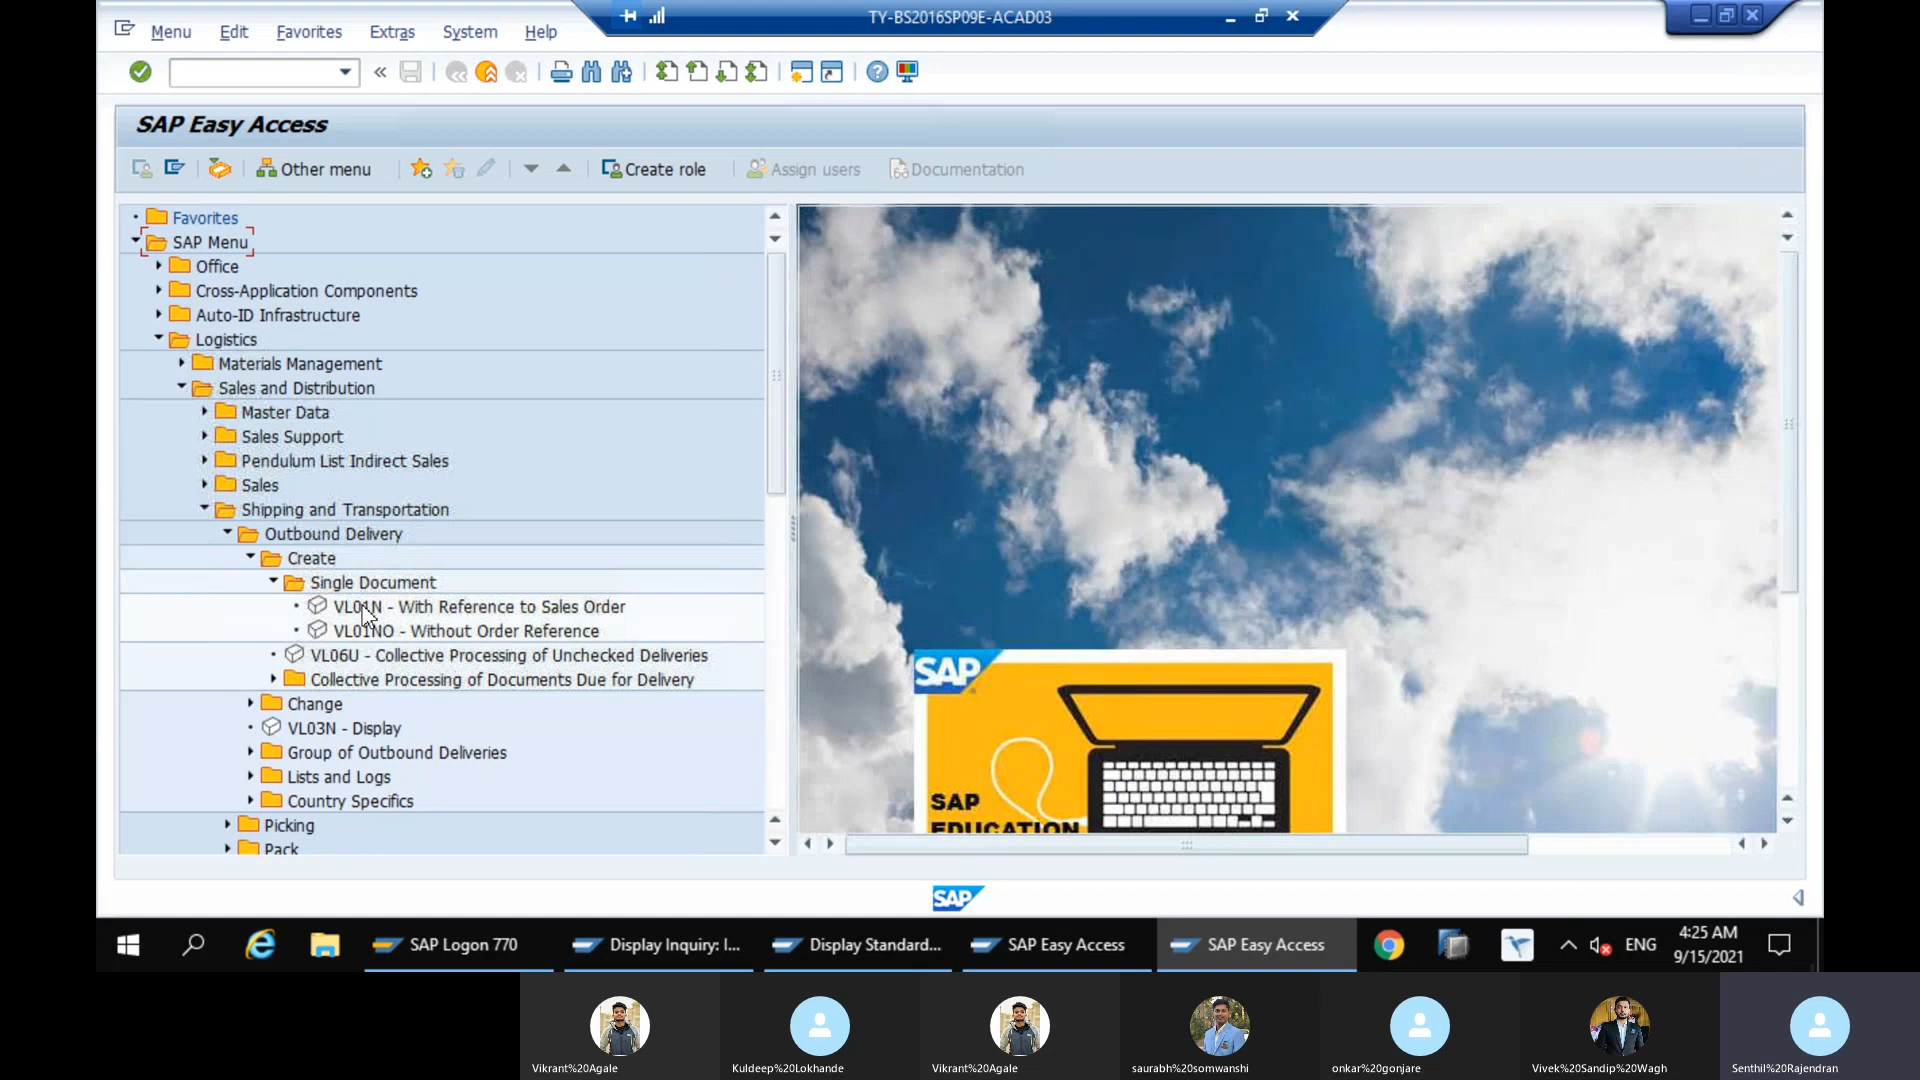 TY-BS2016SP09E-ACAD03
Menu Edit Favorites Extras System Help
SAP Easy Access
Other menu Create role Assign users Documentation
Favorites
SAP Menu
Office
Cross-Application Components
Auto-ID Infrastructure
Logistics
Materials Management
Sales and Distribution
Master Data
Sales Support
Pendulum List Indirect Sales
Sales
Shipping and Transportation
Outbound Delivery
Create
Single Document
VL01N - With Reference to Sales Order
VL01NO - Without Order Reference
VL06U - Collective Processing of Unchecked Deliveries
Collective Processing of Documents Due for Delivery
Change
VL03N - Display
Group of Outbound Deliveries
Lists and Logs
Country Specifics
Picking
Pack
SAP
SAP
EDUCATION
SAP
SAP Logon 770 Display Inquiry: I... Display Standard... SAP Easy Access SAP Easy Access ENG 4:25 AM
9/15/2021
Vikrant%20Agale Kuldeep%20Lokhande Vikrant%20Agale saurabh%20somwanshi onkar%20gonjare Vivek%20Sandip%20Wagh Senthil%20Rajendran